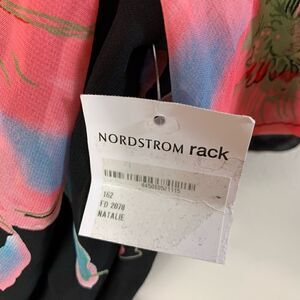 NORDSTROM rack
162
ED 2070
NATALIE